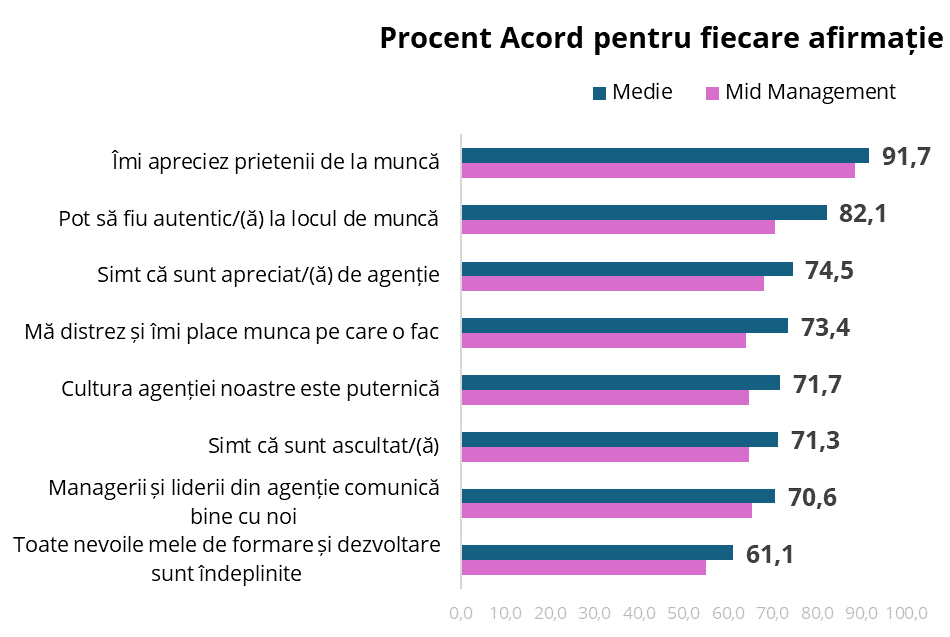 Procent Acord pentru fiecare afirmație
Medie Mid Management
Îmi apreciez prietenii de la muncă 91,7
Pot să fiu autentic/(ă) la locul de muncă 82,1
Simt că sunt apreciat/(ă) de agenție 74,5
Mă distrez și îmi place munca pe care o fac 73,4
Cultura agenției noastre este puternică 71,7
Simt că sunt ascultat/(ă) 71,3
Managerii și liderii din agenție comunică
bine cu noi 70,6
Toate nevoile mele de formare și dezvoltare
sunt îndeplinite 61,1
0,0 10,0 20,0 30,0 40,0 50,0 60,0 70,0 80,0 90,0 100,0